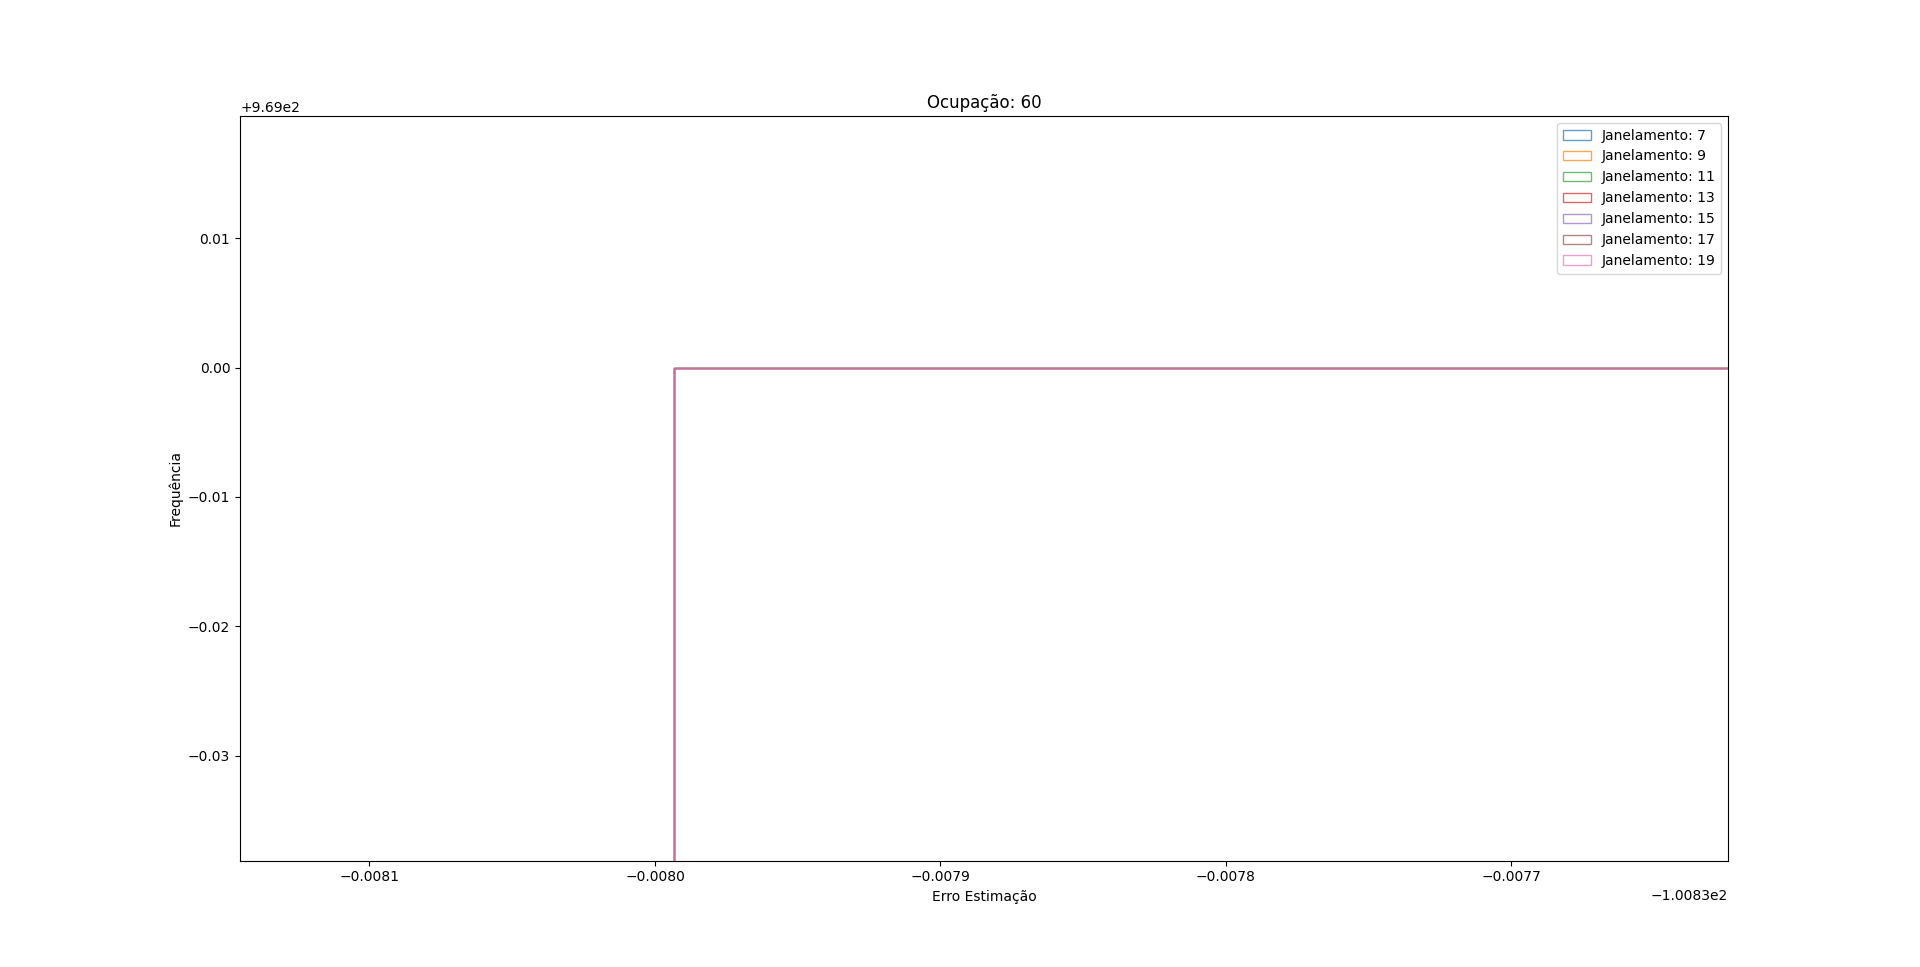 Ocupação: 60
+9.69e2
Janelamento: 7
Janelamento: 9
Janelamento: 11
Janelamento: 13
Janelamento: 15
Janelamento: 17
Janelamento: 19
0.01
0.00
−0.01
−0.02
−0.03
Frequência
−0.0081
−0.0080
−0.0079
−0.0078
−0.0077
Erro Estimação
−1.0083e2